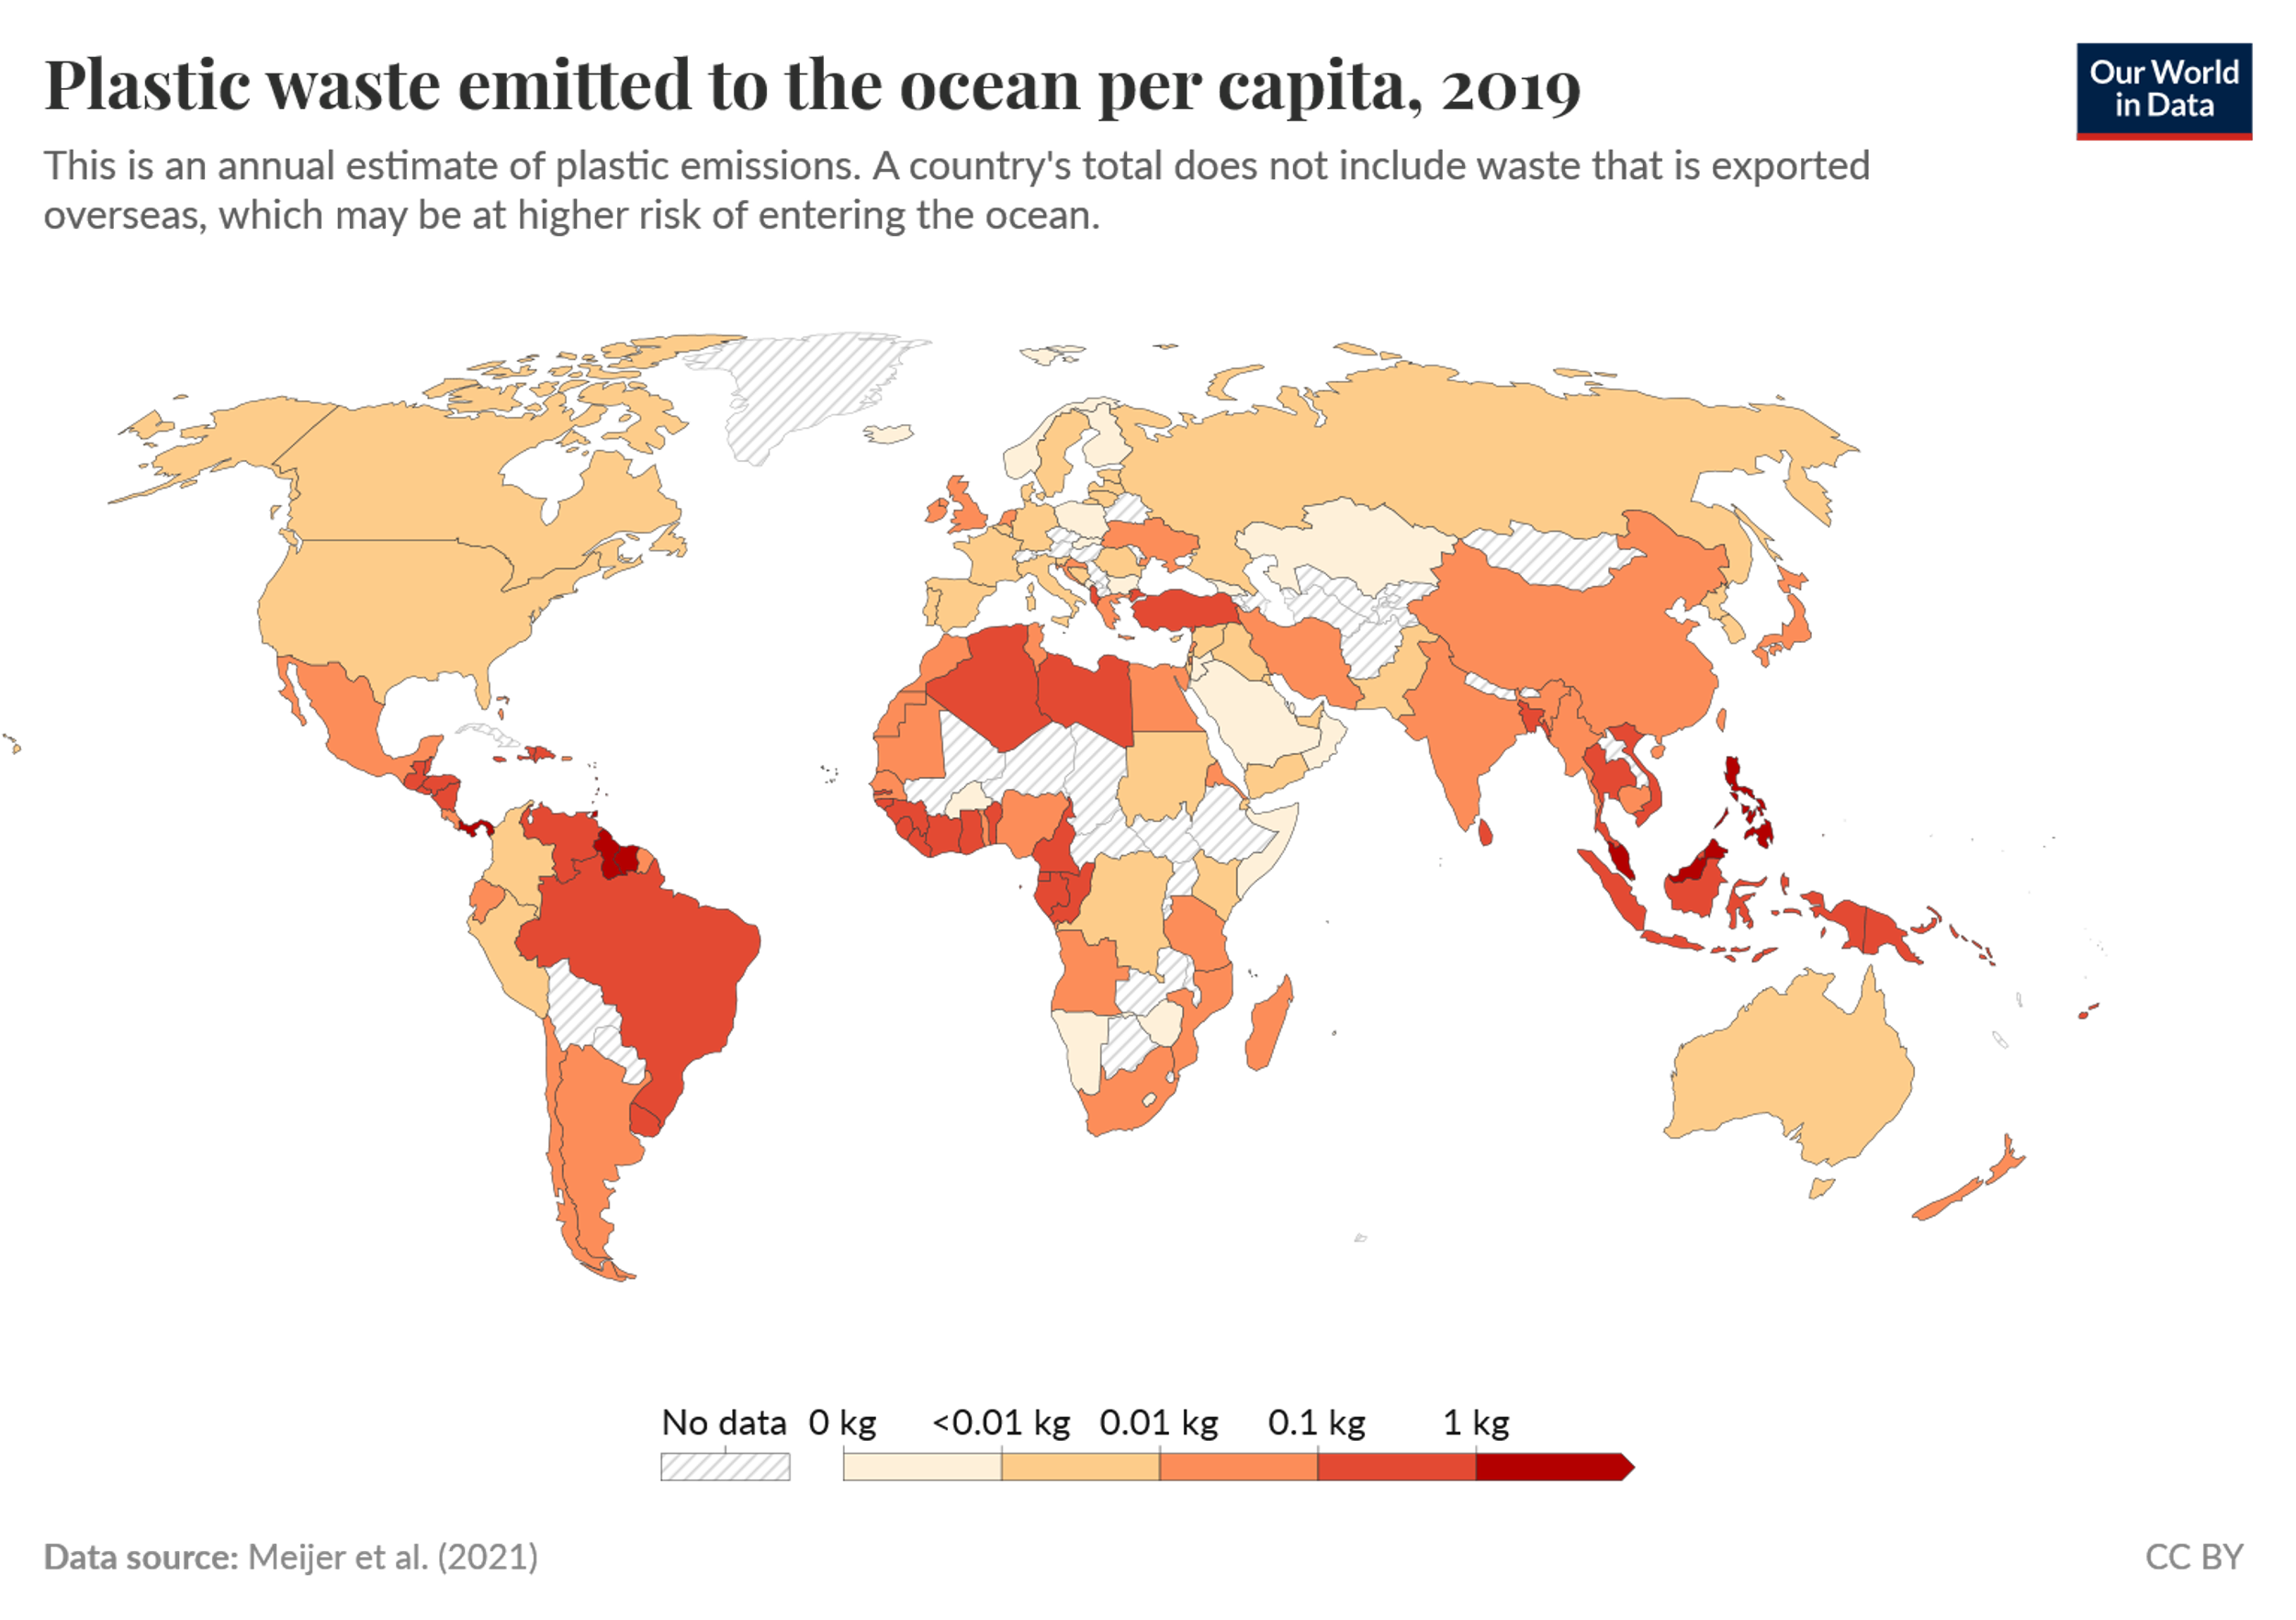 Plastic waste emitted to the ocean per capita, 2019
Our World
in Data
This is an annual estimate of plastic emissions. A country's total does not include waste that is exported
overseas, which may be at higher risk of entering the ocean.
No data 0 kg <0.01 kg 0.01 kg 0.1 kg 1 kg
Data source: Meijer et al. (2021)
CC BY